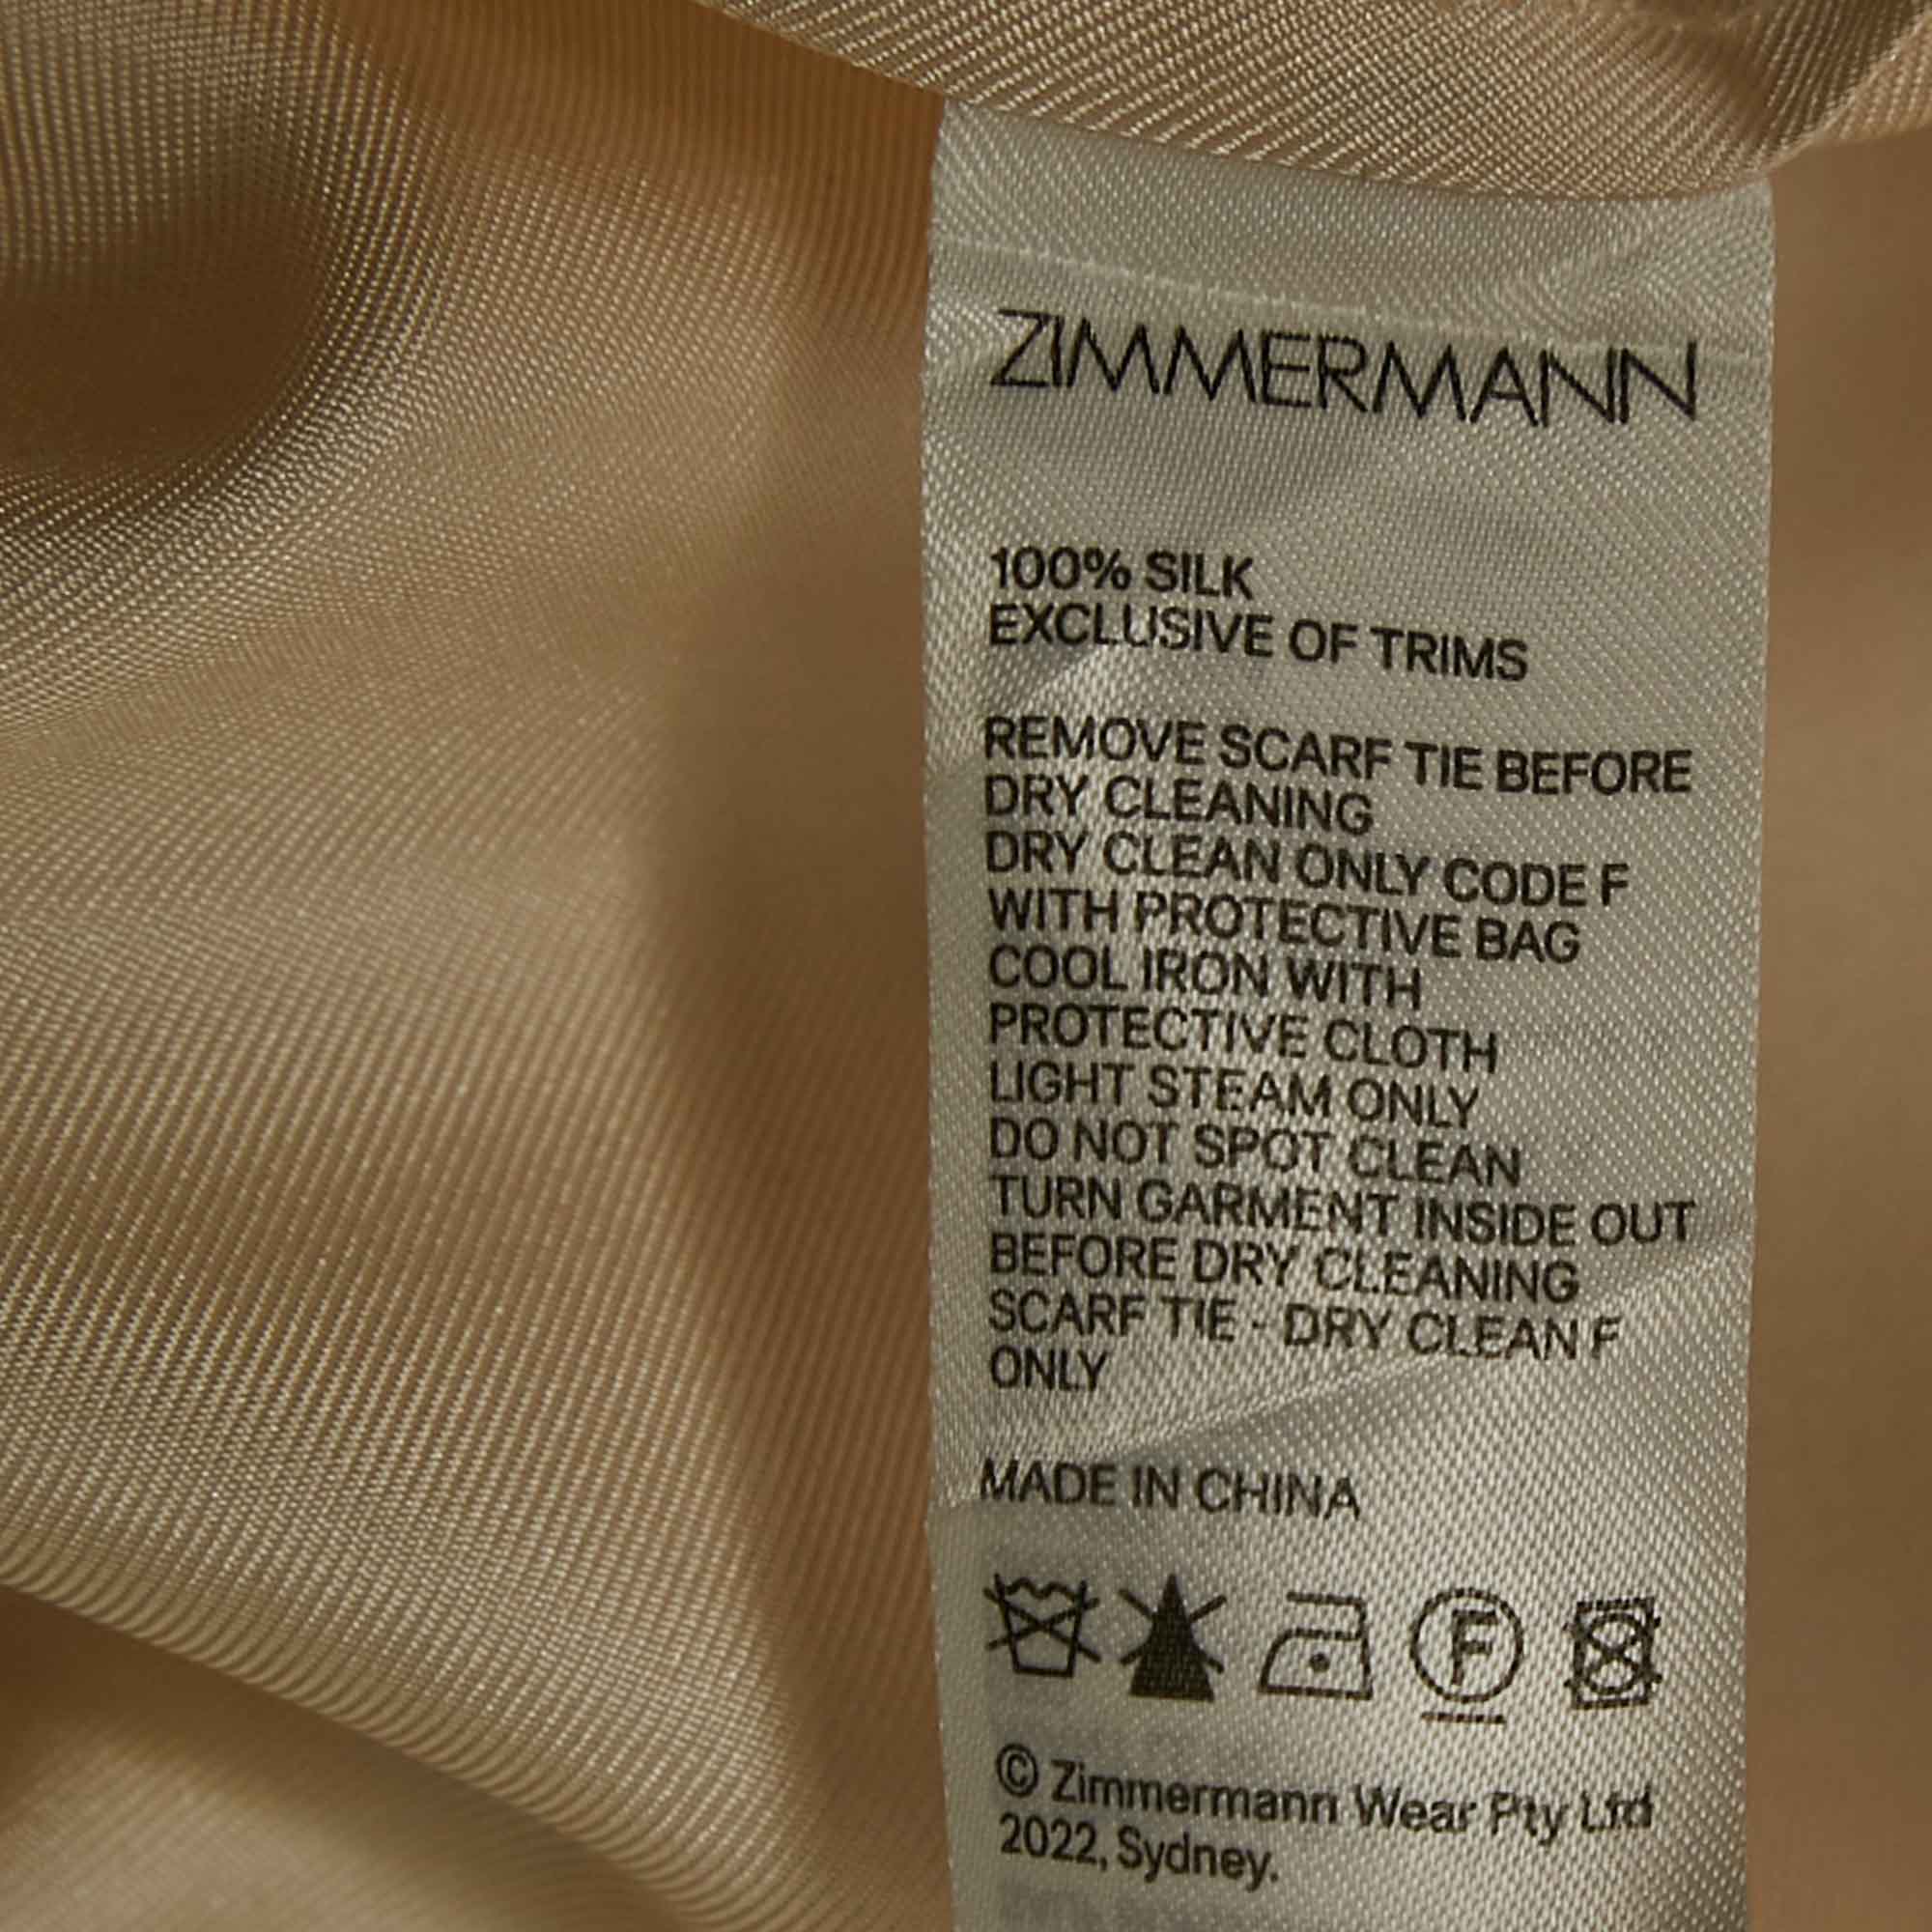 ZIMMERMANN
100% SILK
EXCLUSIVE OF TRIMS
REMOVE SCARF TIE BEFORE
DRY CLEANING
DRY CLEAN ONLY CODE F
WITH PROTECTIVE BAG
COOL IRON WITH
PROTECTIVE CLOTH
LIGHT STEAM ONLY
DO NOT SPOT CLEAN
TURN GARMENT INSIDE OUT
BEFORE DRY CLEANING
SCARF TIE - DRY CLEAN F
ONLY
MADE IN CHINA
F
© Zimmermann Wear Pty Ltd
2022, Sydney.